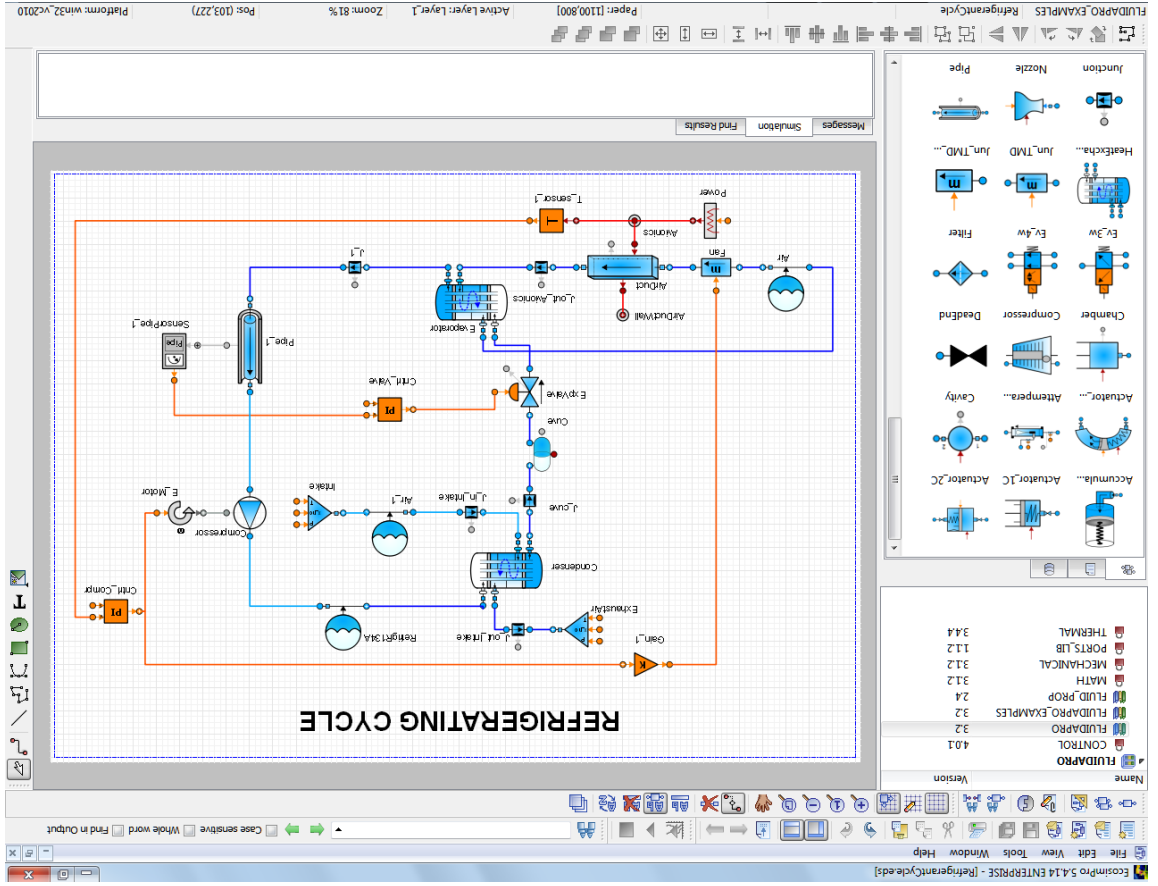 EcosimPro 5.4.14 ENTERPRISE - [RefrigerantCycle.eds]
File Edit View Tools Window Help
Case sensitive Whole word Find in Output
Name Version
FLUIDAPRO
CONTROL 4.0.1
FLUIDAPRO 3.2
FLUIDAPRO_EXAMPLES 3.2
FLUID_PROP 2.4
MATH 3.1.2
MECHANICAL 3.1.2
PORTS_LIB 1.1.2
THERMAL 3.4.4
Accumula... Actuator_1C Actuator_2C
Actuator_... Attempera... Cavity
Chamber Compressor DeadEnd
Ev_3w Ev_4w Filter
HeatExcha... Jun_TMD Jun_TMD_...
Junction Nozzle Pipe
REFRIGERATING CYCLE
Gain_1
K
ExhaustAir
J_out_Intake
RefrigR134A
Cntrl_Compr
PI
Condenser
Compressor
E_Motor
ω
J_cuve
J_in_Intake
Air_1
Intake
Cuve
ExpValve
Cntrl_Valve
PI
Evaporator
Pipe_1
SensorPipe_1
Pipe
AirDuctWall
AirDuct
J_out_Avionics
J_1
Air
Fan
m
Avionics
Power
T_sensor_1
T
Messages Simulation Find Results
FLUIDAPRO_EXAMPLES RefrigerantCycle Paper: [1100,800] Active Layer: Layer_1 Zoom: 81% Pos: (103,227) Platform: win32_vc2010